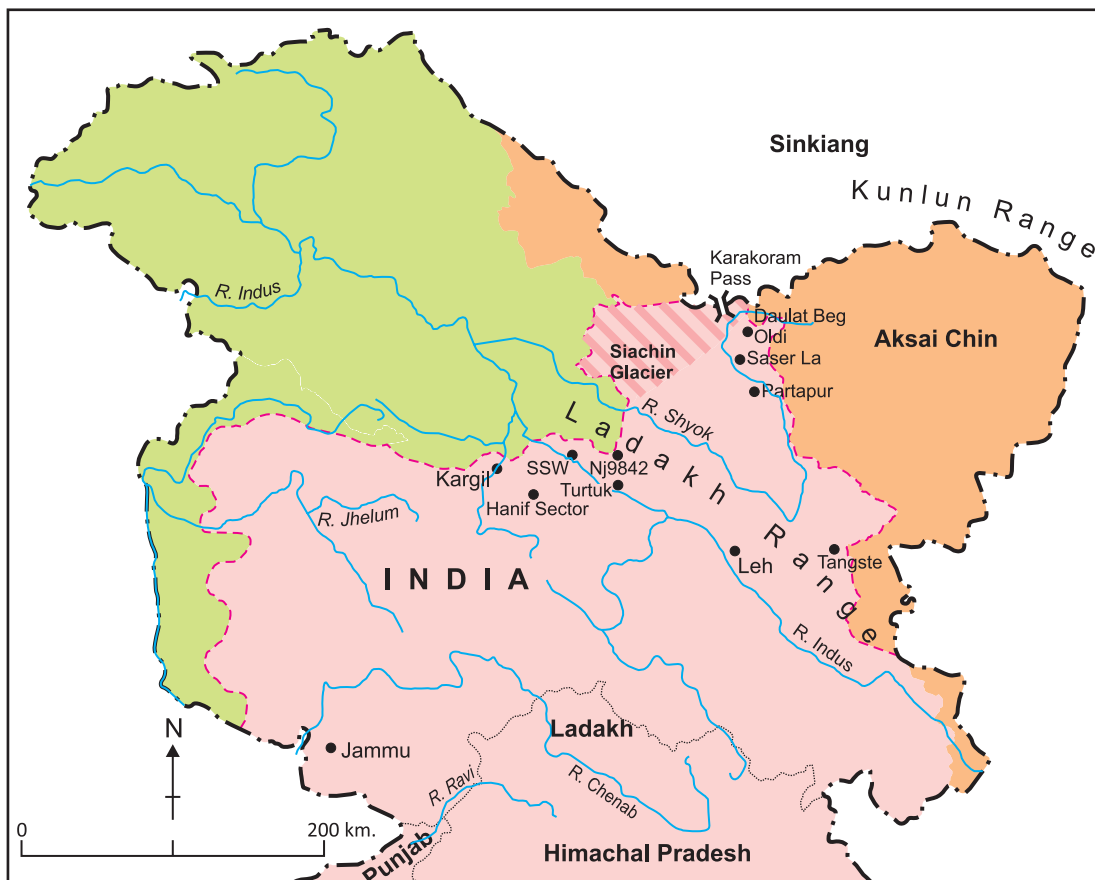 Sinkiang
Kunlun Range
Karakoram
Pass
R. Indus
Daulat Beg
Oldi
Aksai Chin
Siachin
Glacier
Saser La
Partapur
R. Shyok
Ladakh Range
Kargil
SSW
Nj9842
Turtuk
Hanif Sector
R. Jhelum
INDIA
Leh
Tangste
R. Indus
N
Jammu
Ladakh
R. Ravi
R. Chenab
0
200 km.
Punjab
Himachal Pradesh